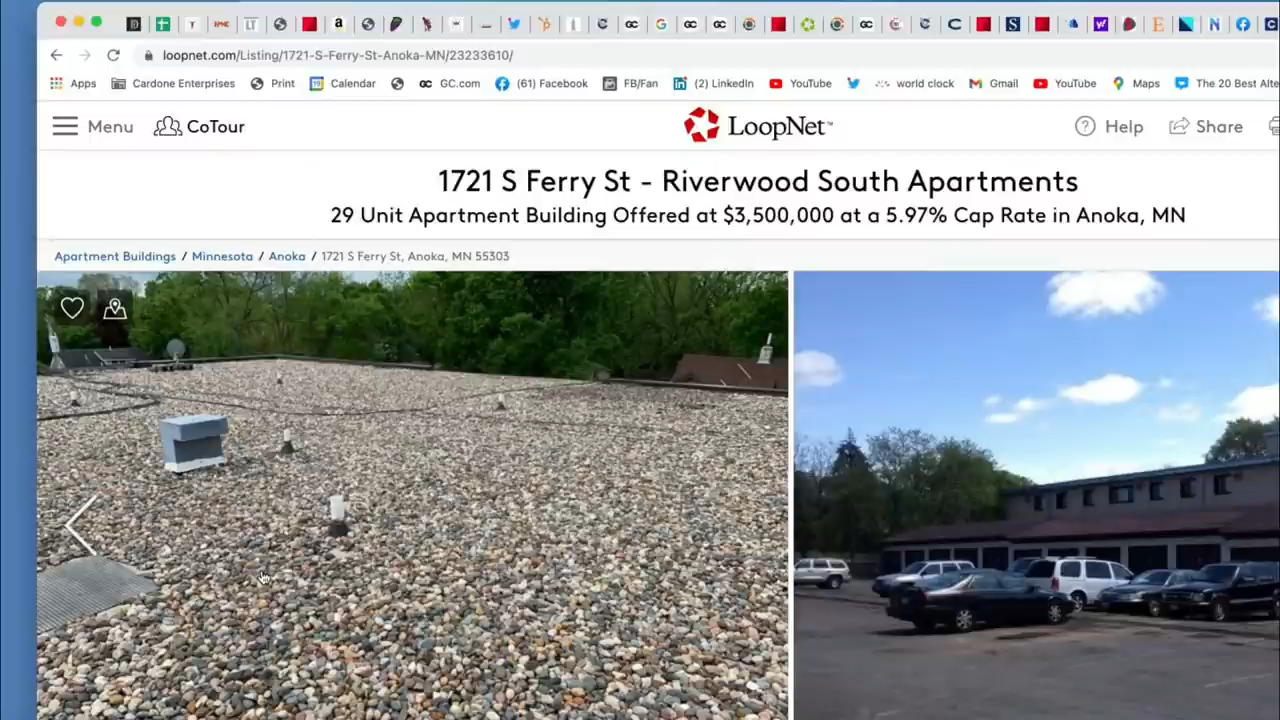 loopnet.com/Listing/1721-S-Ferry-St-Anoka-MN/23233610/
Apps Cardone Enterprises Print Calendar GC GC.com (61) Facebook FB/Fan (2) LinkedIn YouTube world clock Gmail YouTube Maps The 20 Best Alte
Menu CoTour LoopNet™ Help Share
1721 S Ferry St - Riverwood South Apartments
29 Unit Apartment Building Offered at $3,500,000 at a 5.97% Cap Rate in Anoka, MN
Apartment Buildings / Minnesota / Anoka / 1721 S Ferry St, Anoka, MN 55303